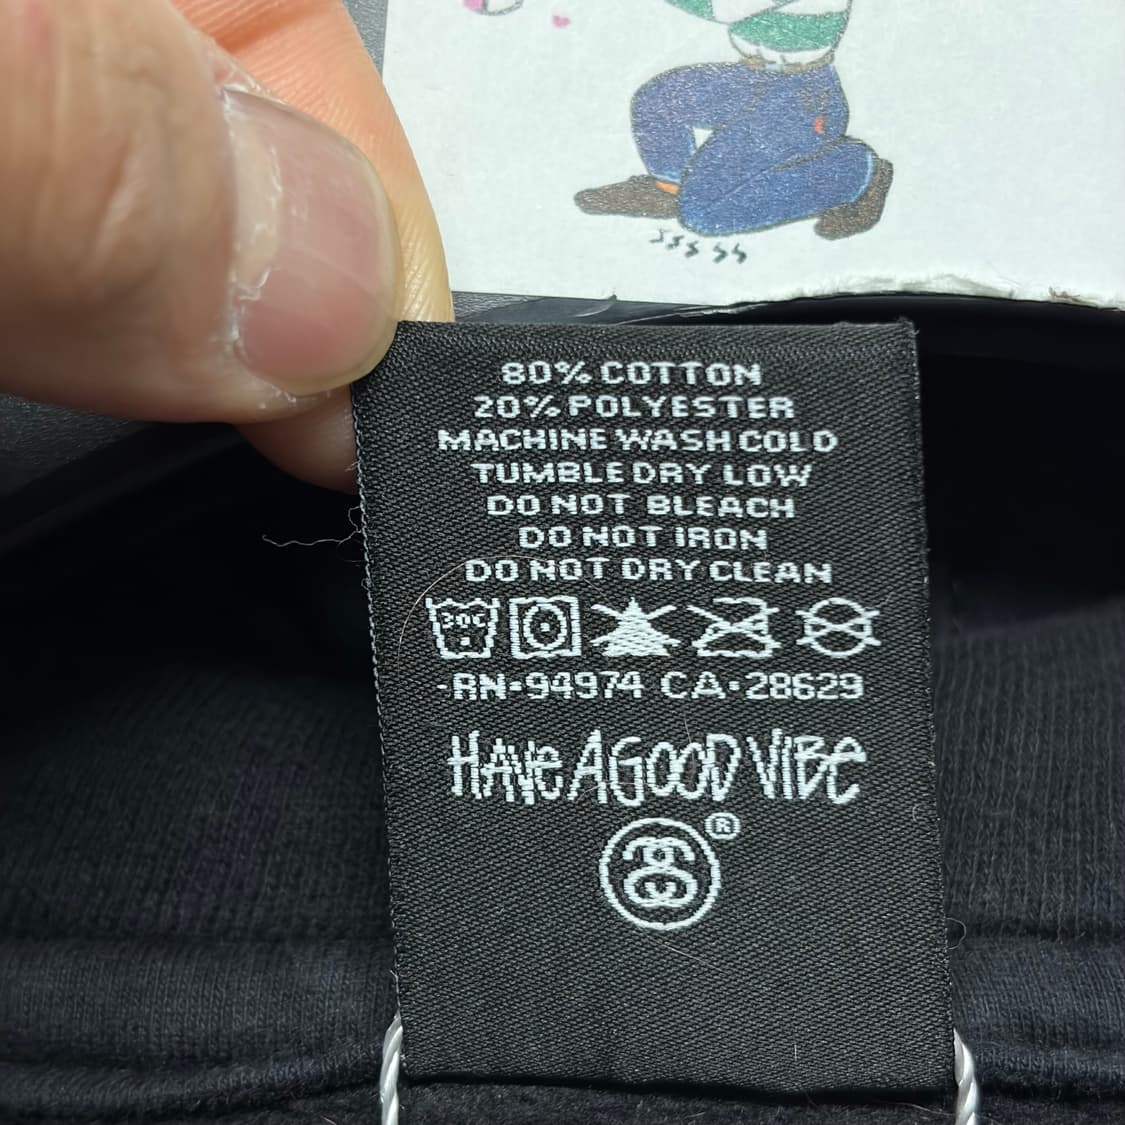 80% COTTON
20% POLYESTER
MACHINE WASH COLD
TUMBLE DRY LOW
DO NOT BLEACH
DO NOT IRON
DO NOT DRY CLEAN
30C
-RN•94974 CA•28629
HAVE A GOOD VIBE
®